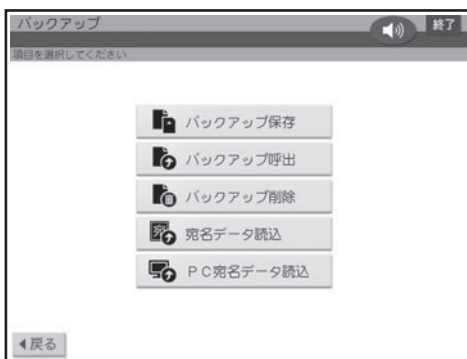 バックアップ
終了
項目を選択してください
バックアップ保存
バックアップ呼出
バックアップ削除
宛名データ読込
PC宛名データ読込
戻る